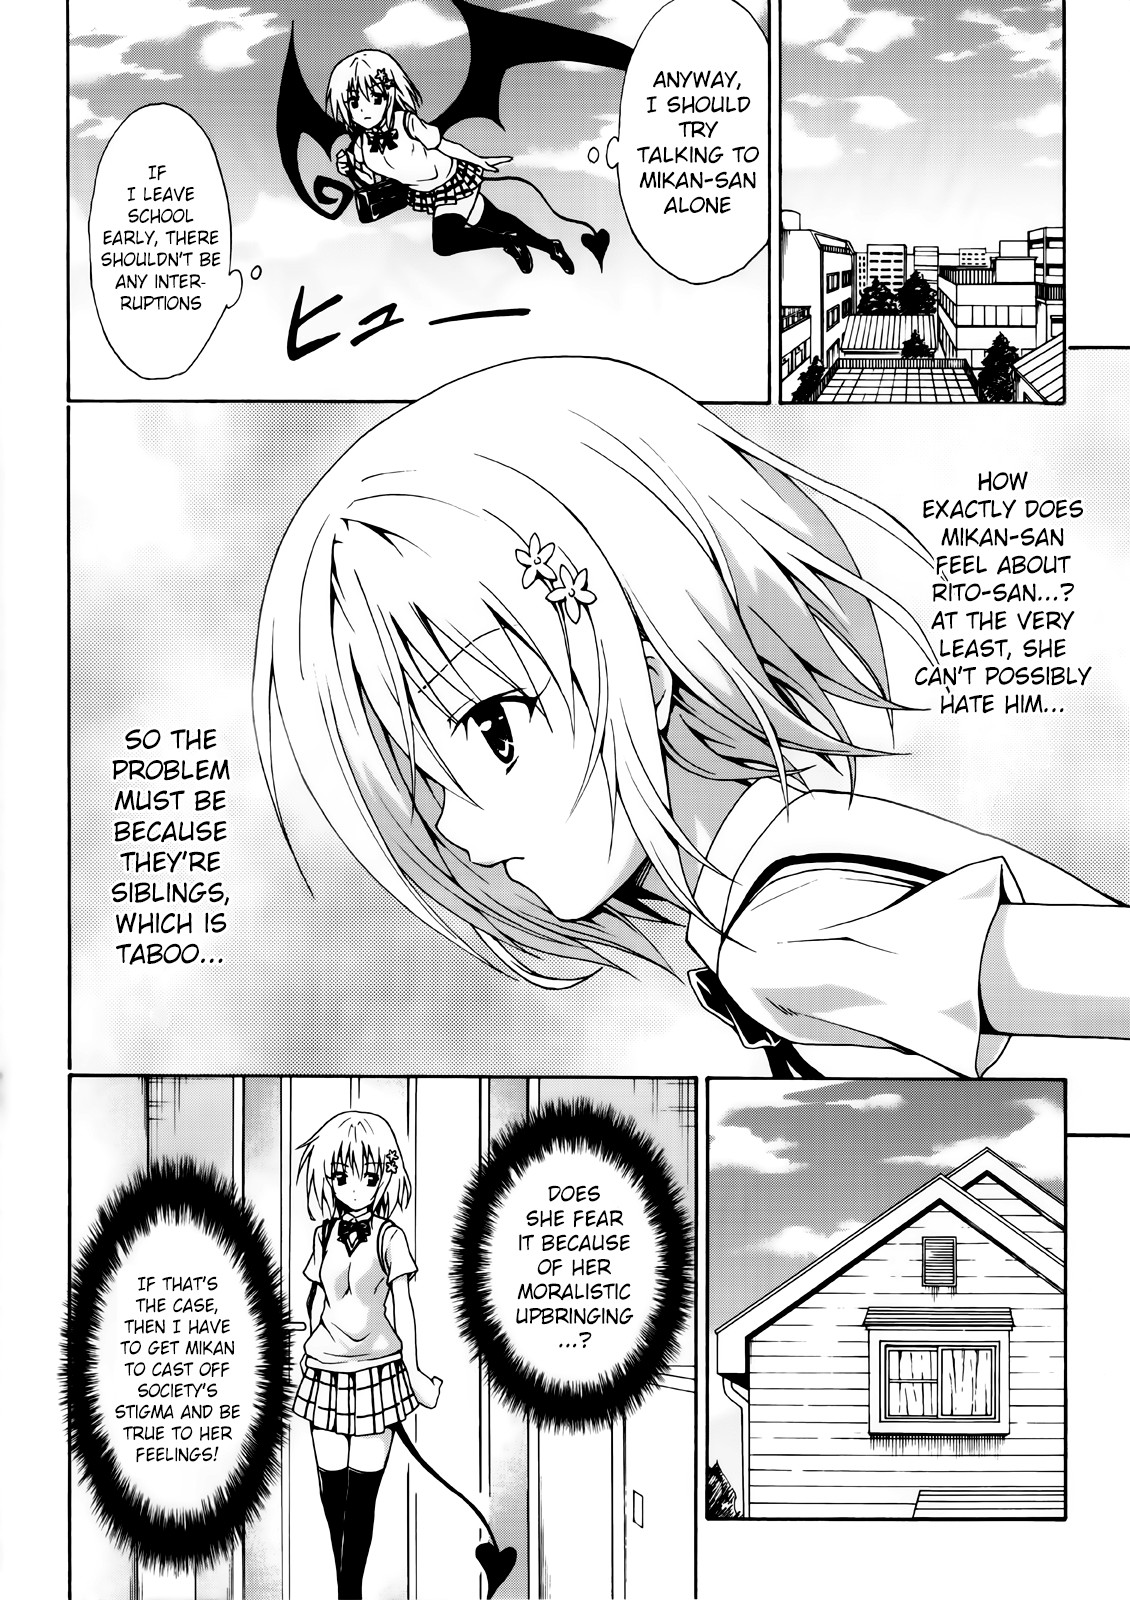 ANYWAY,
I SHOULD
TRY
TALKING TO
MIKAN-SAN
ALONE
IF
I LEAVE
SCHOOL
EARLY, THERE
SHOULDN'T BE
ANY INTER-
RUPTIONS
ヒュー
HOW
EXACTLY DOES
MIKAN-SAN
FEEL ABOUT
RITO-SAN...?
AT THE VERY
LEAST, SHE
CAN'T POSSIBLY
HATE HIM...
SO THE
PROBLEM
MUST BE
BECAUSE
THEY'RE
SIBLINGS,
WHICH IS
TABOO...
DOES
SHE FEAR
IT BECAUSE
OF HER
MORALISTIC
UPBRINGING
...?
IF THAT'S
THE CASE,
THEN I HAVE
TO GET MIKAN
TO CAST OFF
SOCIETY'S
STIGMA AND BE
TRUE TO HER
FEELINGS!